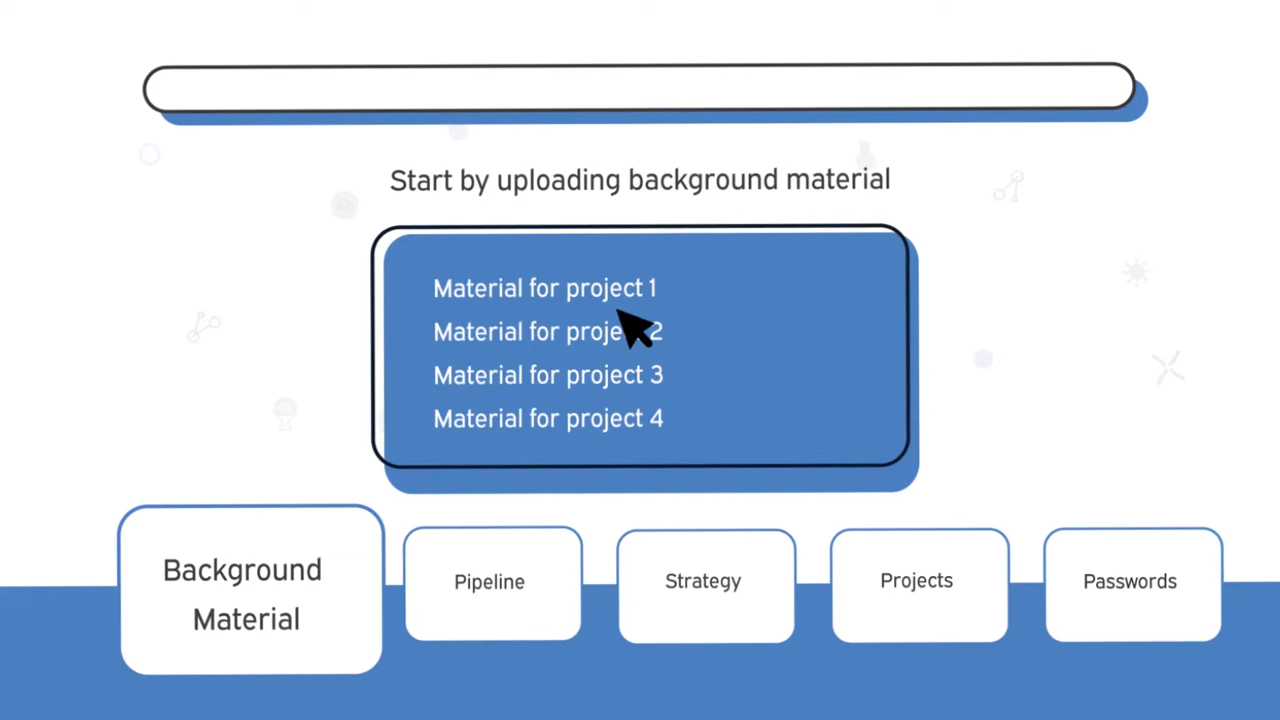 Start by uploading background material
Material for project 1
Material for project 2
Material for project 3
Material for project 4
Background
Material
Pipeline
Strategy
Projects
Passwords